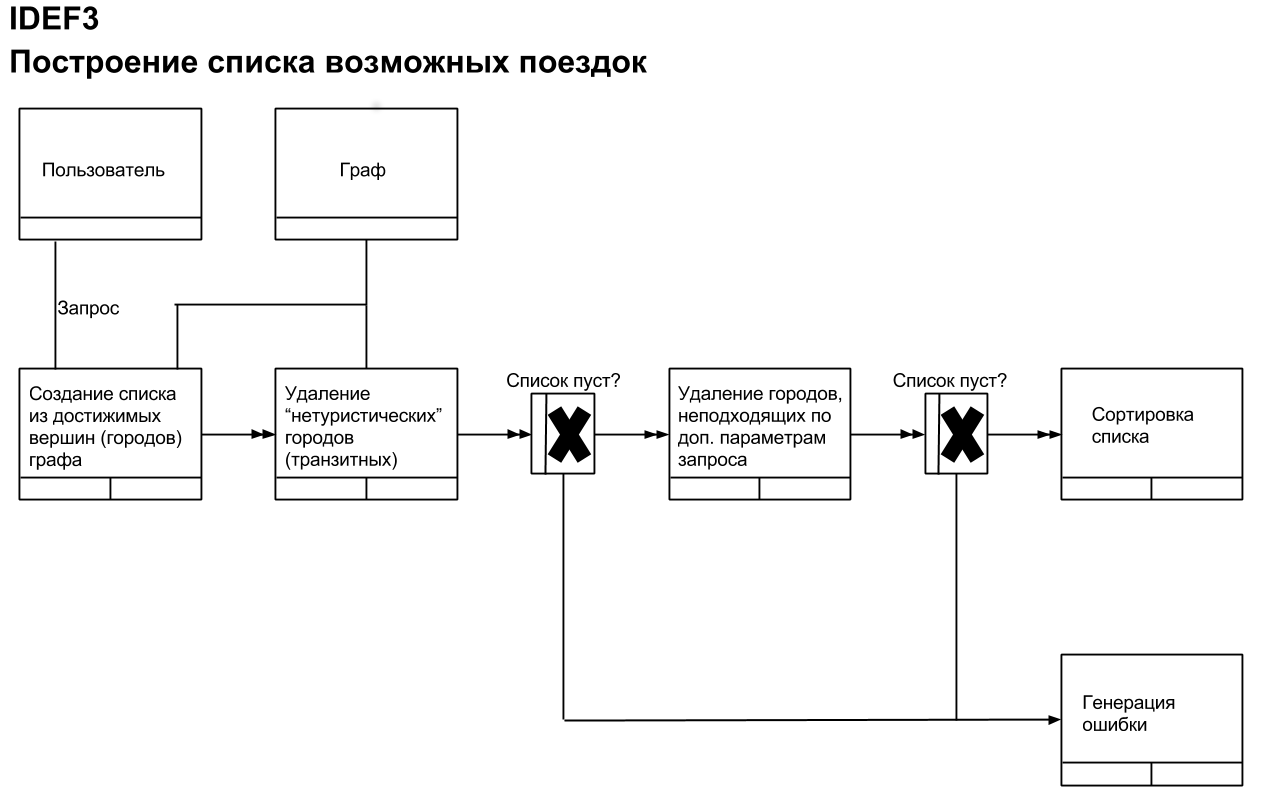 IDEF3
Построение списка возможных поездок
Пользователь
Граф
Запрос
Создание списка
из достижимых
вершин (городов)
графа
Удаление
“нетуристических”
городов
(транзитных)
Список пуст?
Удаление городов,
неподходящих по
доп. параметрам
запроса
Список пуст?
Сортировка
списка
Генерация
ошибки